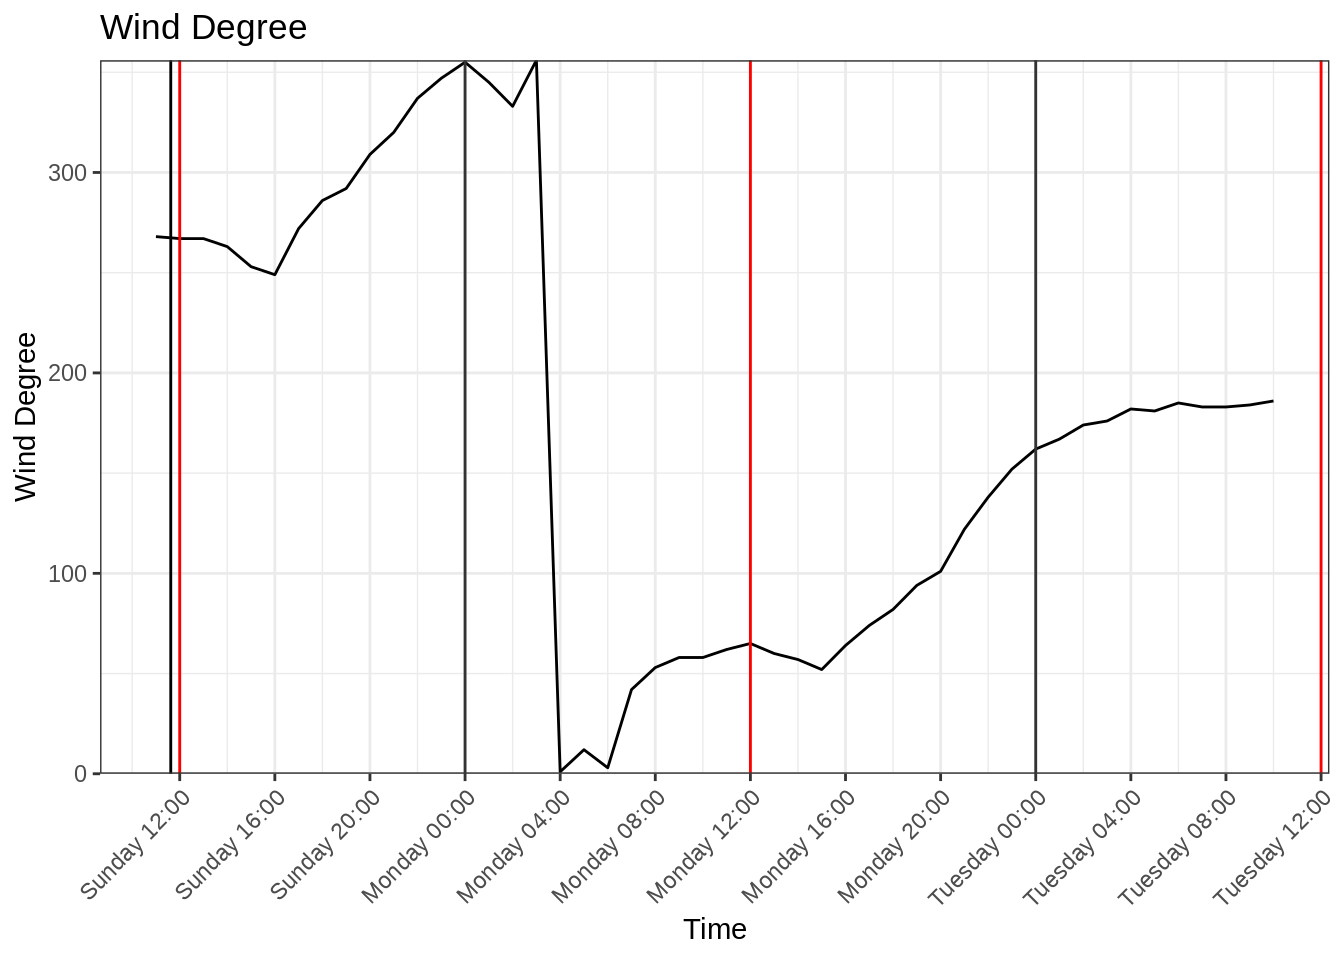 Wind Degree
Wind Degree
300
200
100
0
Sunday 12:00
Sunday 16:00
Sunday 20:00
Monday 00:00
Monday 04:00
Monday 08:00
Monday 12:00
Monday 16:00
Monday 20:00
Tuesday 00:00
Tuesday 04:00
Tuesday 08:00
Tuesday 12:00
Time